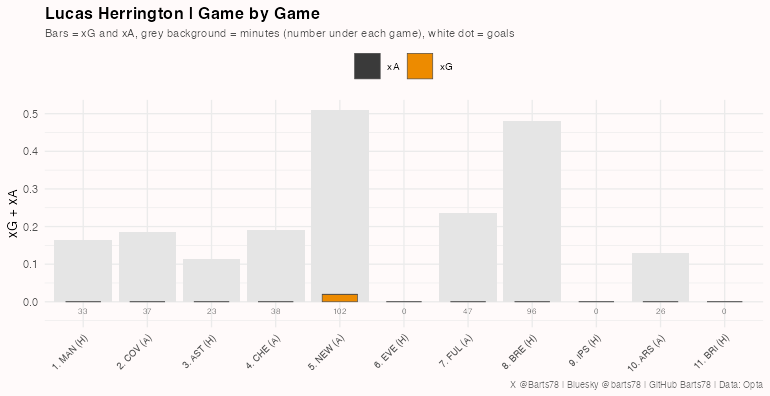 Lucas Herrington | Game by Game
Bars = xG and xA, grey background = minutes (number under each game), white dot = goals
xA xG
xG + xA
0.5
0.4
0.3
0.2
0.1
0.0
33 37 23 38 102 0 47 96 0 26 0
1. MAN (H) 2. COV (A) 3. AST (H) 4. CHE (A) 5. NEW (A) 6. EVE (H) 7. FUL (A) 8. BRE (H) 9. IPS (H) 10. ARS (A) 11. BRI (H)
X @Barts78 | Bluesky @barts78 | GitHub Barts78 | Data: Opta